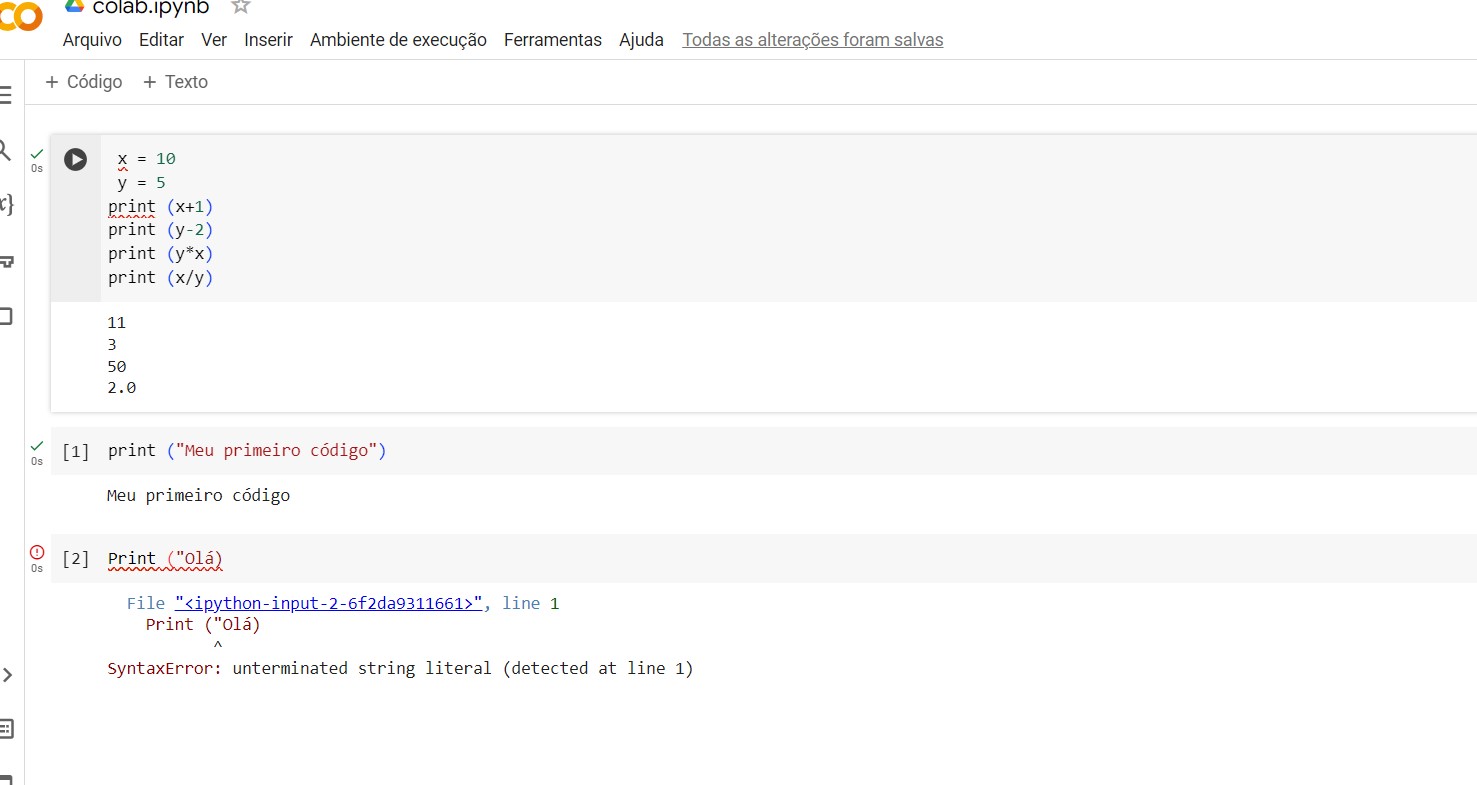 colab.ipynb
Arquivo Editar Ver Inserir Ambiente de execução Ferramentas Ajuda Todas as alterações foram salvas
+ Código + Texto
0s
x = 10
y = 5
print (x+1)
print (y-2)
print (y*x)
print (x/y)
11
3
50
2.0
0s
[1] print ("Meu primeiro código")
Meu primeiro código
0s
[2] Print ("Olá)
File "<ipython-input-2-6f2da9311661>", line 1
Print ("Olá)
^
SyntaxError: unterminated string literal (detected at line 1)